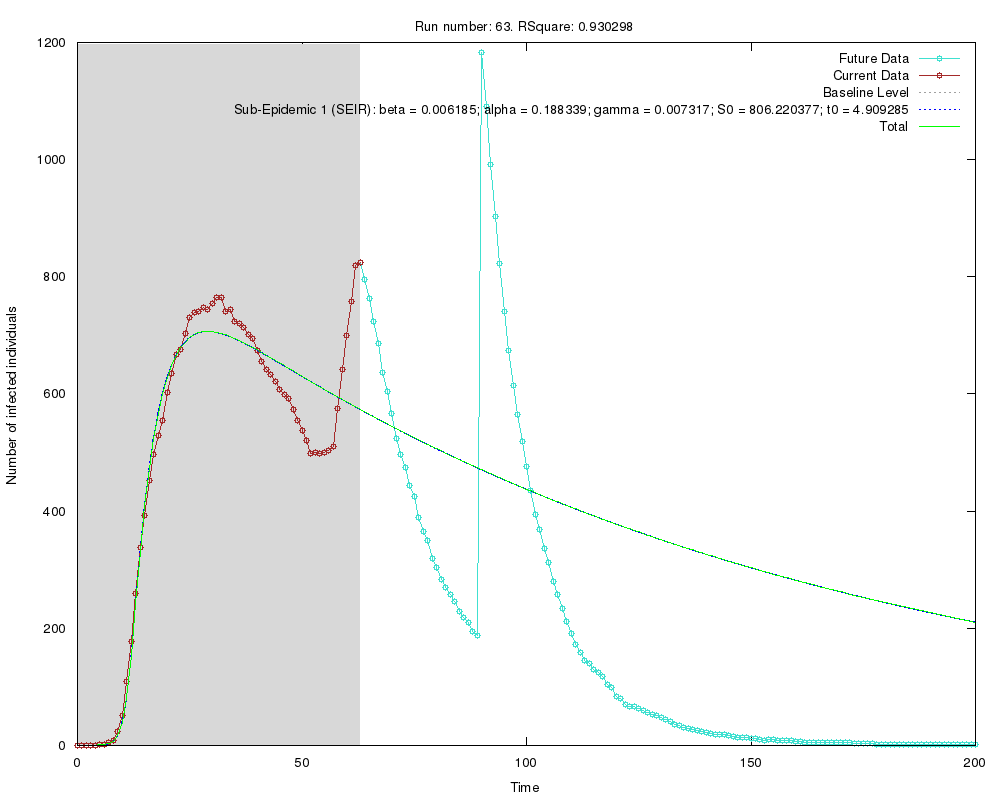 Run number: 63. RSquare: 0.930298
1200
1000
800
600
400
200
0
0
50
100
150
200
Number of infected individuals
Time
Future Data
Current Data
Baseline Level
Sub-Epidemic 1 (SEIR): beta = 0.006185; alpha = 0.188339; gamma = 0.007317; S0 = 806.220377; t0 = 4.909285
Total